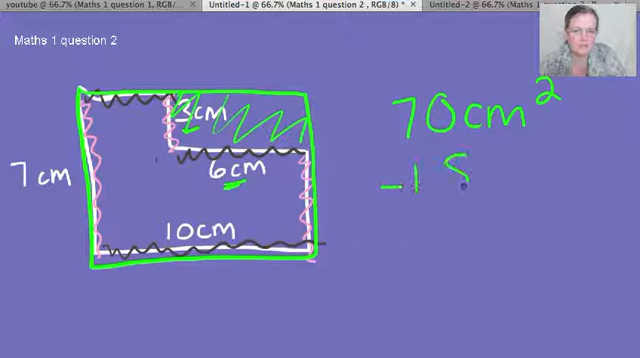 youtube @ 66.7% (Maths 1 question 1, RGB/...
Untitled-1 @ 66.7% (Maths 1 question 2 , RGB/8) *
Untitled-2 @ 66.7% (Maths 1 question
Maths 1 question 2
3cm
70cm²
7cm
6cm
-18
10cm